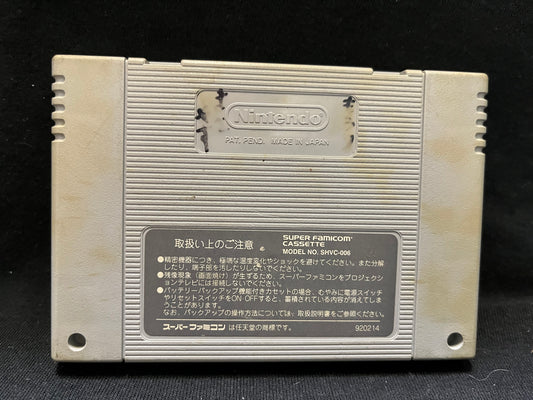 Nintendo
PAT. PEND. MADE IN JAPAN
取扱い上のご注意
SUPER FAMICOM
CASSETTE
MODEL NO. SHVC-006
●精密機器につき、極端な温度変化やショックを避けてください。また分解
したり、端子部を汚したりしないでください。
●残像現象(画面焼け)が生ずるため、スーパーファミコンをプロジェクシ
ョンテレビには接続しないでください。
●バッテリーバックアップ機能付きカセットの場合、むやみに電源スイッチ
やリセットスイッチをON・OFFすると、蓄積されている内容が消えてしま
うことがあります。
なお、バックアップの操作方法については、取扱説明書をご参照ください。
スーパーファミコン は任天堂の商標です。
920214